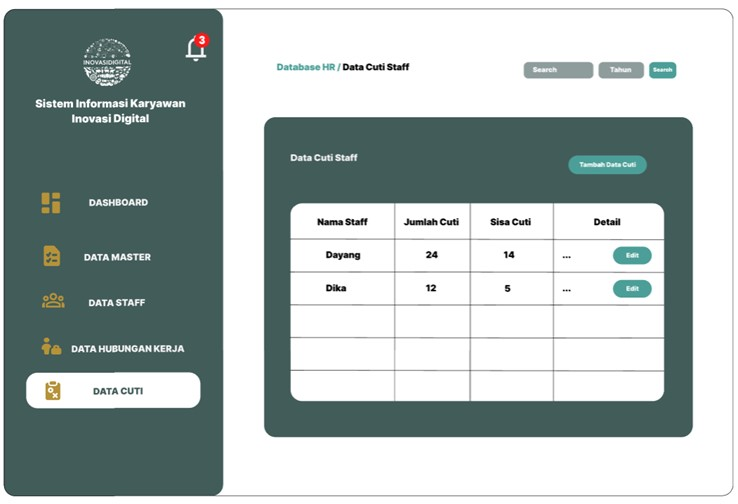 INOVASIDIGITAL
3
Sistem Informasi Karyawan
Inovasi Digital
DASHBOARD
DATA MASTER
DATA STAFF
DATA HUBUNGAN KERJA
DATA CUTI
Database HR / Data Cuti Staff
Search Tahun Search
Data Cuti Staff
Tambah Data Cuti
Nama Staff Jumlah Cuti Sisa Cuti Detail
Dayang 24 14 ... Edit
Dika 12 5 ... Edit